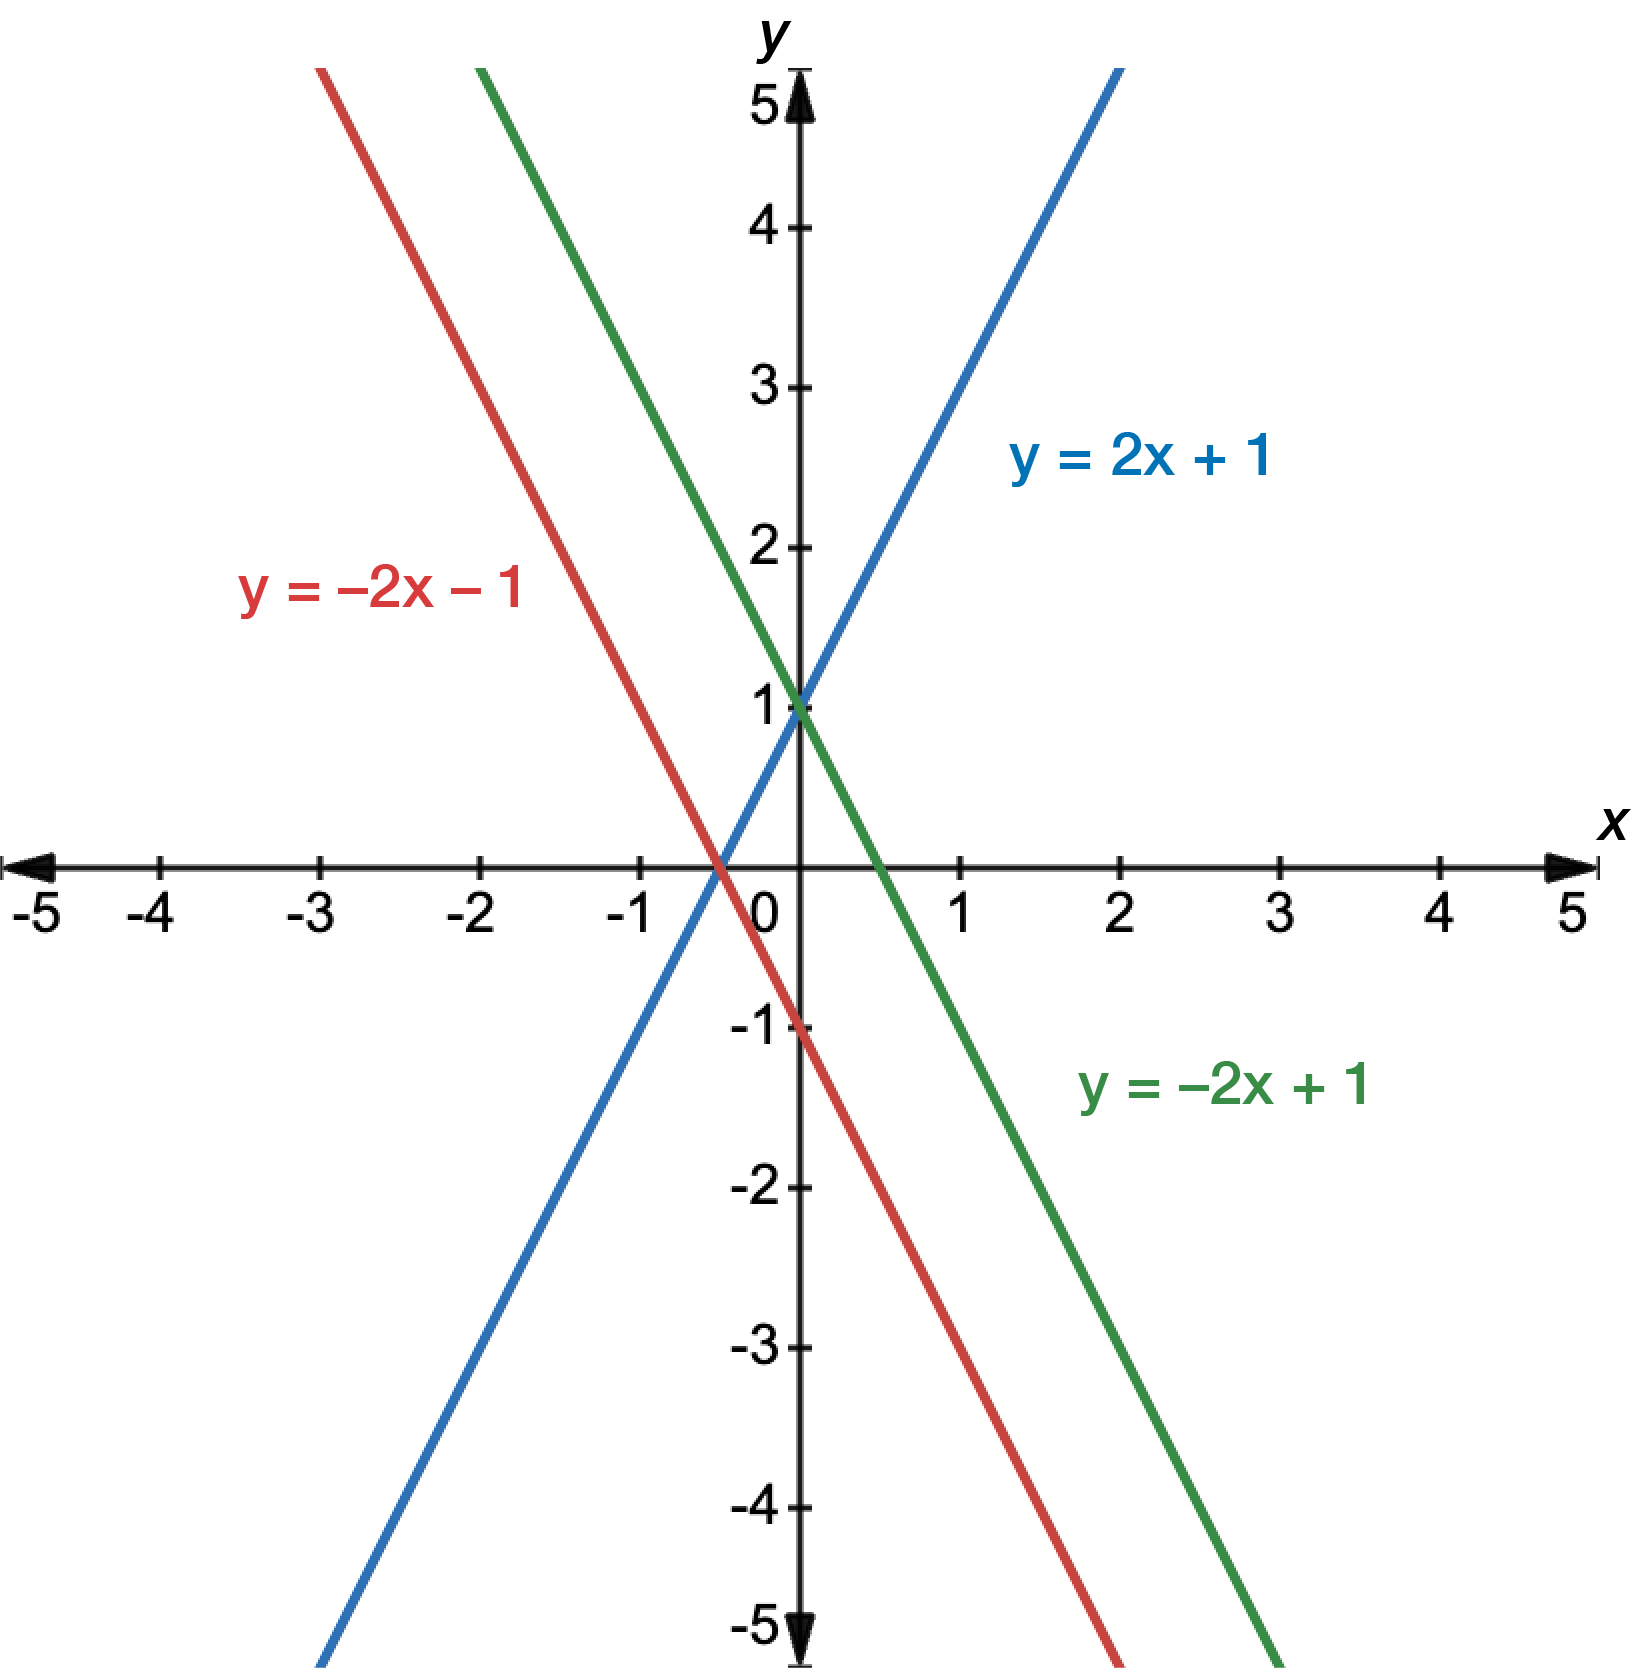 y
5
4
3
y = 2x + 1
2
y = –2x – 1
1
x
-5 -4 -3 -2 -1 0 1 2 3 4 5
-1
y = –2x + 1
-2
-3
-4
-5